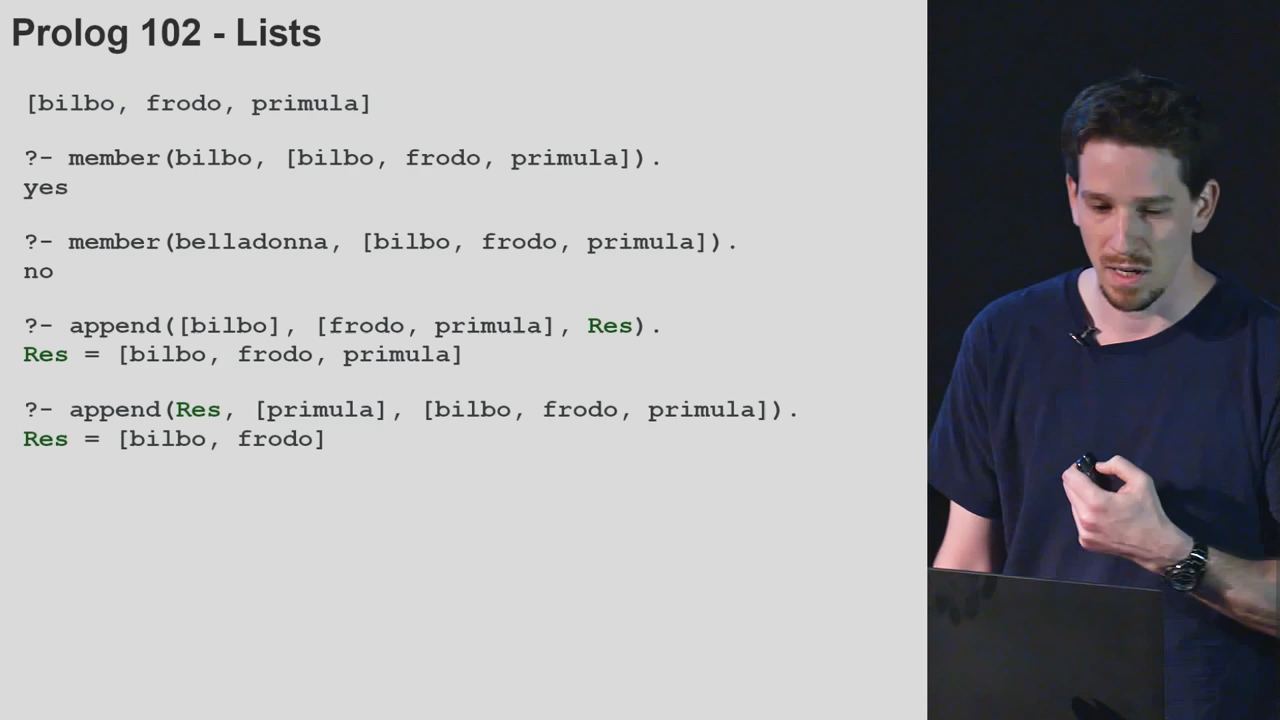 Prolog 102 - Lists
[bilbo, frodo, primula]
?- member(bilbo, [bilbo, frodo, primula]).
yes
?- member(belladonna, [bilbo, frodo, primula]).
no
?- append([bilbo], [frodo, primula], Res).
Res = [bilbo, frodo, primula]
?- append(Res, [primula], [bilbo, frodo, primula]).
Res = [bilbo, frodo]